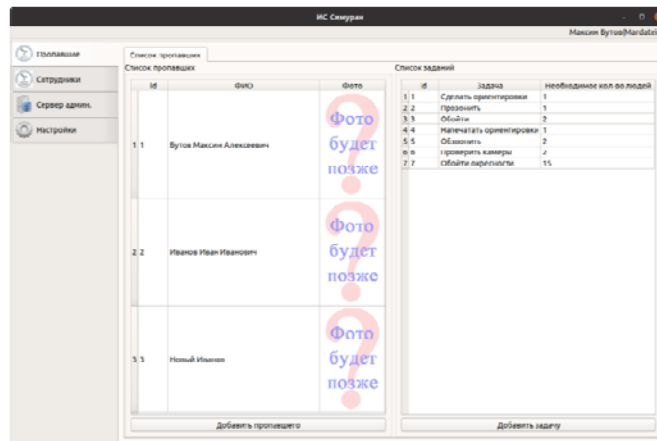 ИС Симуран
Максим Бутов(Mardatei
Пропавшие
Сотрудники
Сервер админ.
Настройки
Список пропавших
Список пропавших
Id ФИО Фото
1 1 Бутов Максим Алексеевич Фото будет позже
2 2 Иванов Иван Иванович Фото будет позже
3 3 Новый Иванов Фото будет позже
Добавить пропавшего
Список заданий
id Задача Необходимое кол-во людей
1 1 Сделать ориентировки 1
2 2 Прозвонить 1
3 3 Обойти 2
4 4 Напечатать ориентировки 1
5 5 Обзвонить 2
6 6 Проверить камеры 2
7 7 Обойти окресности 15
Добавить задачу